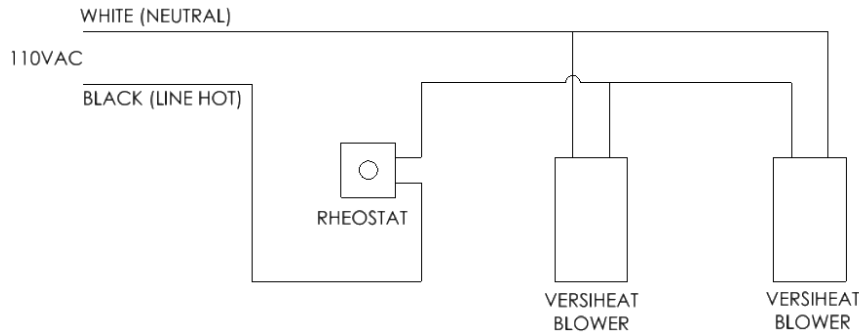 WHITE (NEUTRAL)
110VAC
BLACK (LINE HOT)
RHEOSTAT
VERSIHEAT
BLOWER
VERSIHEAT
BLOWER